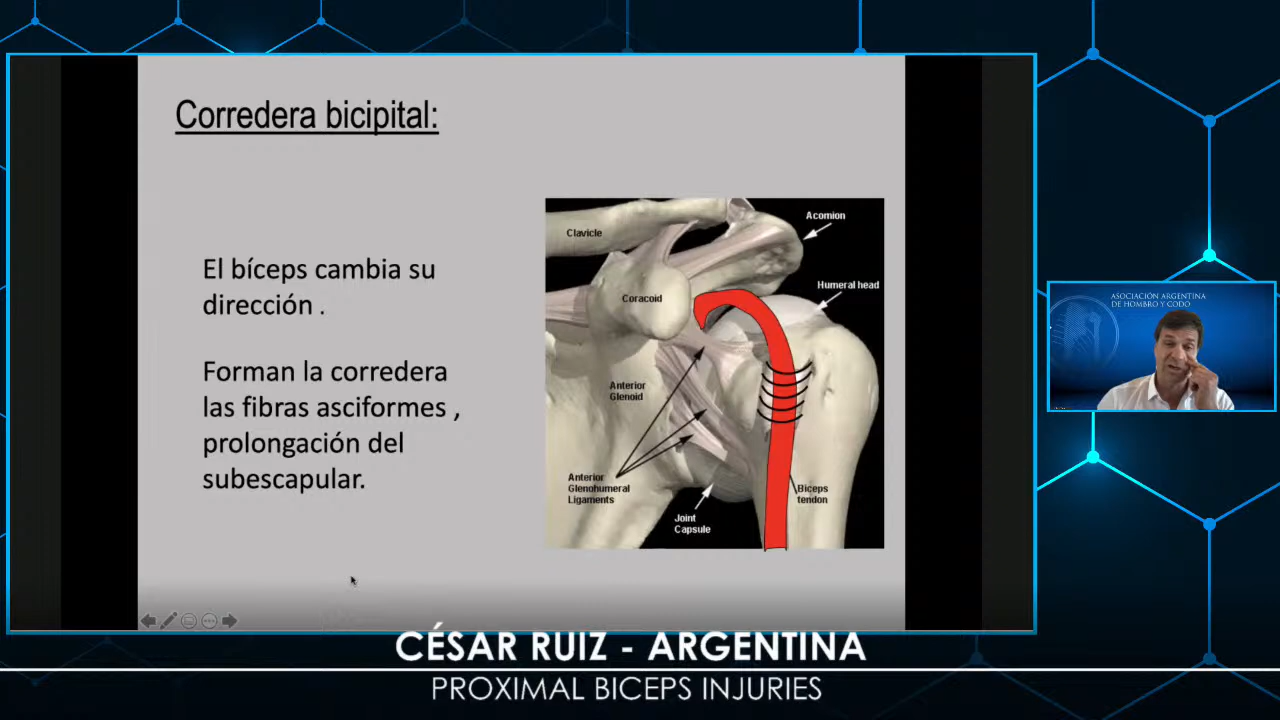 Corredera bicipital:
El bíceps cambia su
dirección .
Forman la corredera
las fibras asciformes ,
prolongación del
subescapular.
Acomion
Clavicle
Humeral head
Coracoid
Anterior
Glenoid
Anterior
Glenohumeral
Ligaments
Biceps
tendon
Joint
Capsule
ASOCIACIÓN ARGENTINA
DE HOMBRO Y CODO
CÉSAR RUIZ - ARGENTINA
PROXIMAL BICEPS INJURIES